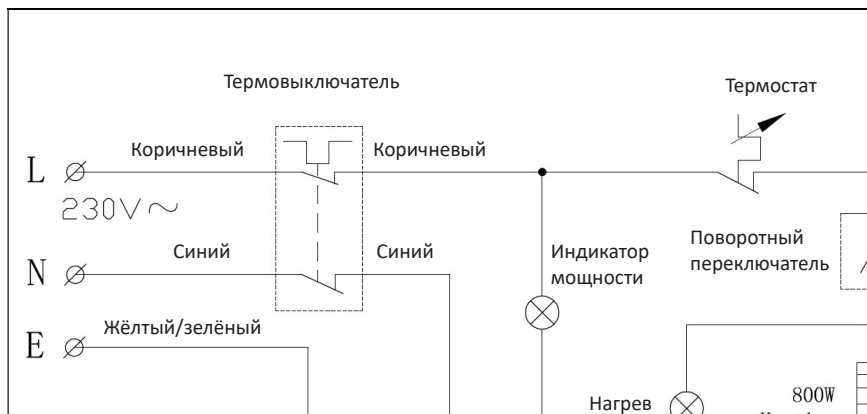 Термовыключатель
Термостат
Коричневый
Коричневый
L
230V~
Синий
Синий
Индикатор
мощности
Поворотный
переключатель
N
Жёлтый/зелёный
E
800W
Нагрев